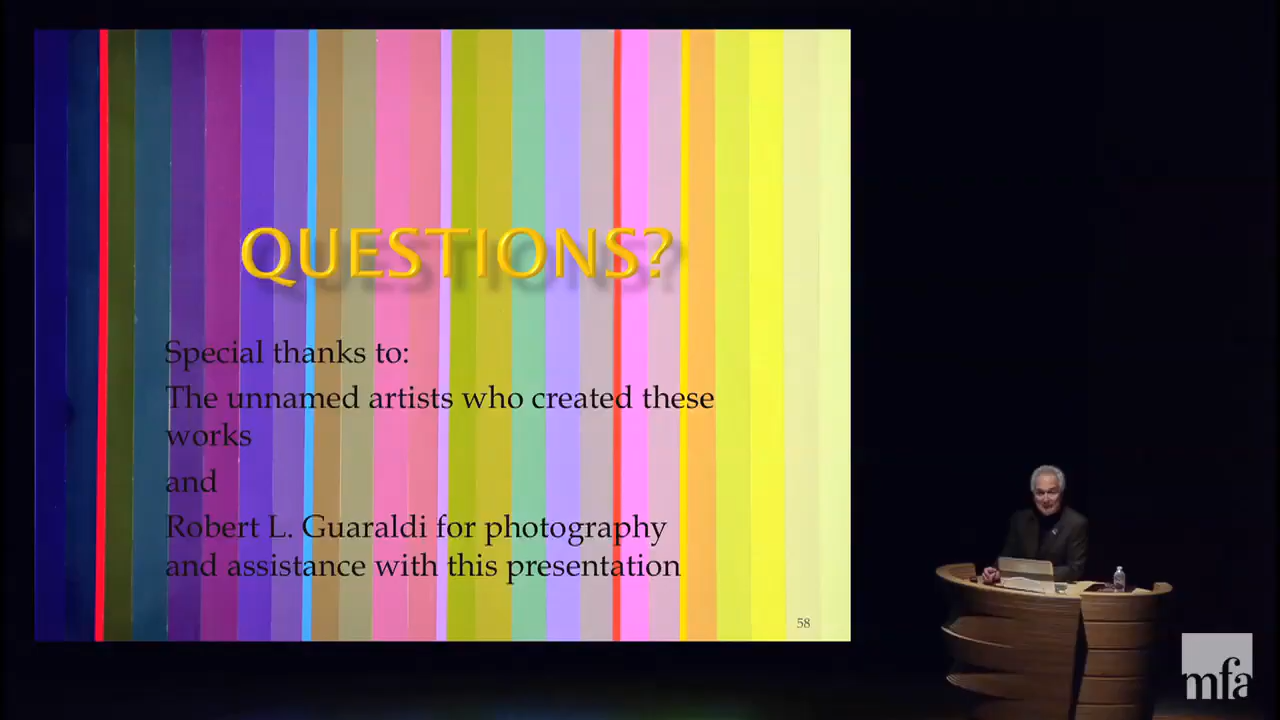 QUESTIONS?
Special thanks to:
The unnamed artists who created these
works
and
Robert L. Guaraldi for photography
and assistance with this presentation
58
mfa